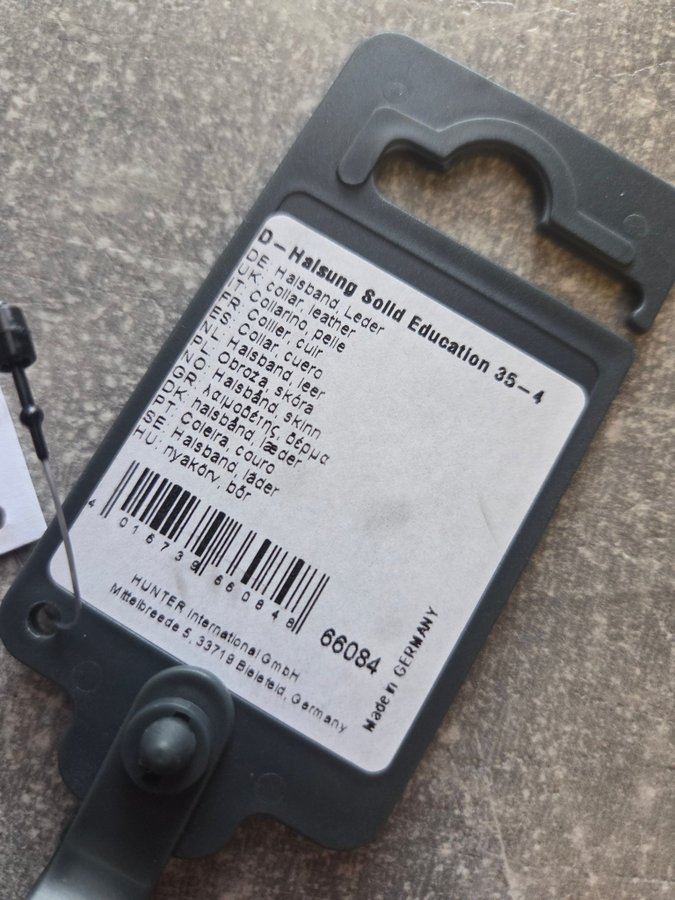 D-Halsung Solid Education 35-4
DE: Halsband, Leder
UK: collar, leather
IT: Collarino, pelle
FR: Collier, cuir
ES: Collar, cuero
NL: Halsband, leer
PL: Obroża, skóra
NO: Halsbånd, skinn
GR: λαιμοδέτης, δέρμα
DK: halsbånd, læder
PT: Coleira, couro
SE: Halsband, läder
HU: nyakörv, bőr
4 016739 660848
66084
HUNTER International GmbH
Mittelbreede 5, 33719 Bielefeld, Germany
Made in GERMANY